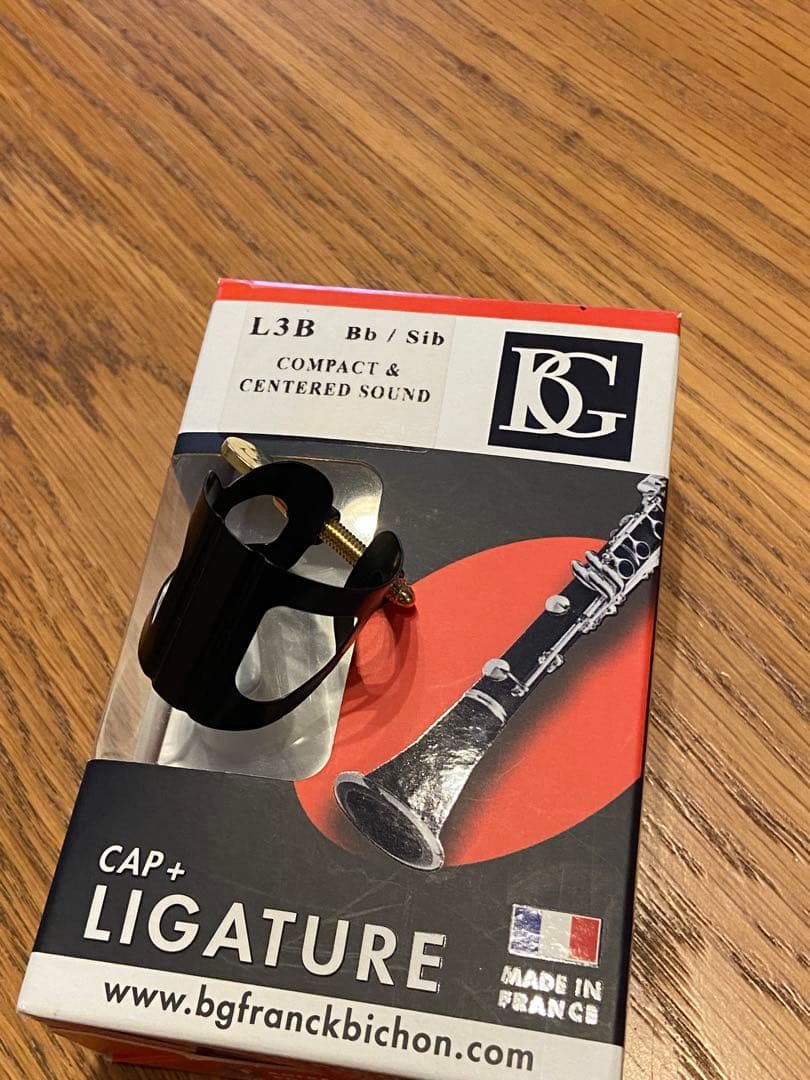 L3B Bb / Sib
COMPACT &
CENTERED SOUND
BG
CAP+
LIGATURE
MADE IN
FRANCE
www.bgfranckbichon.com